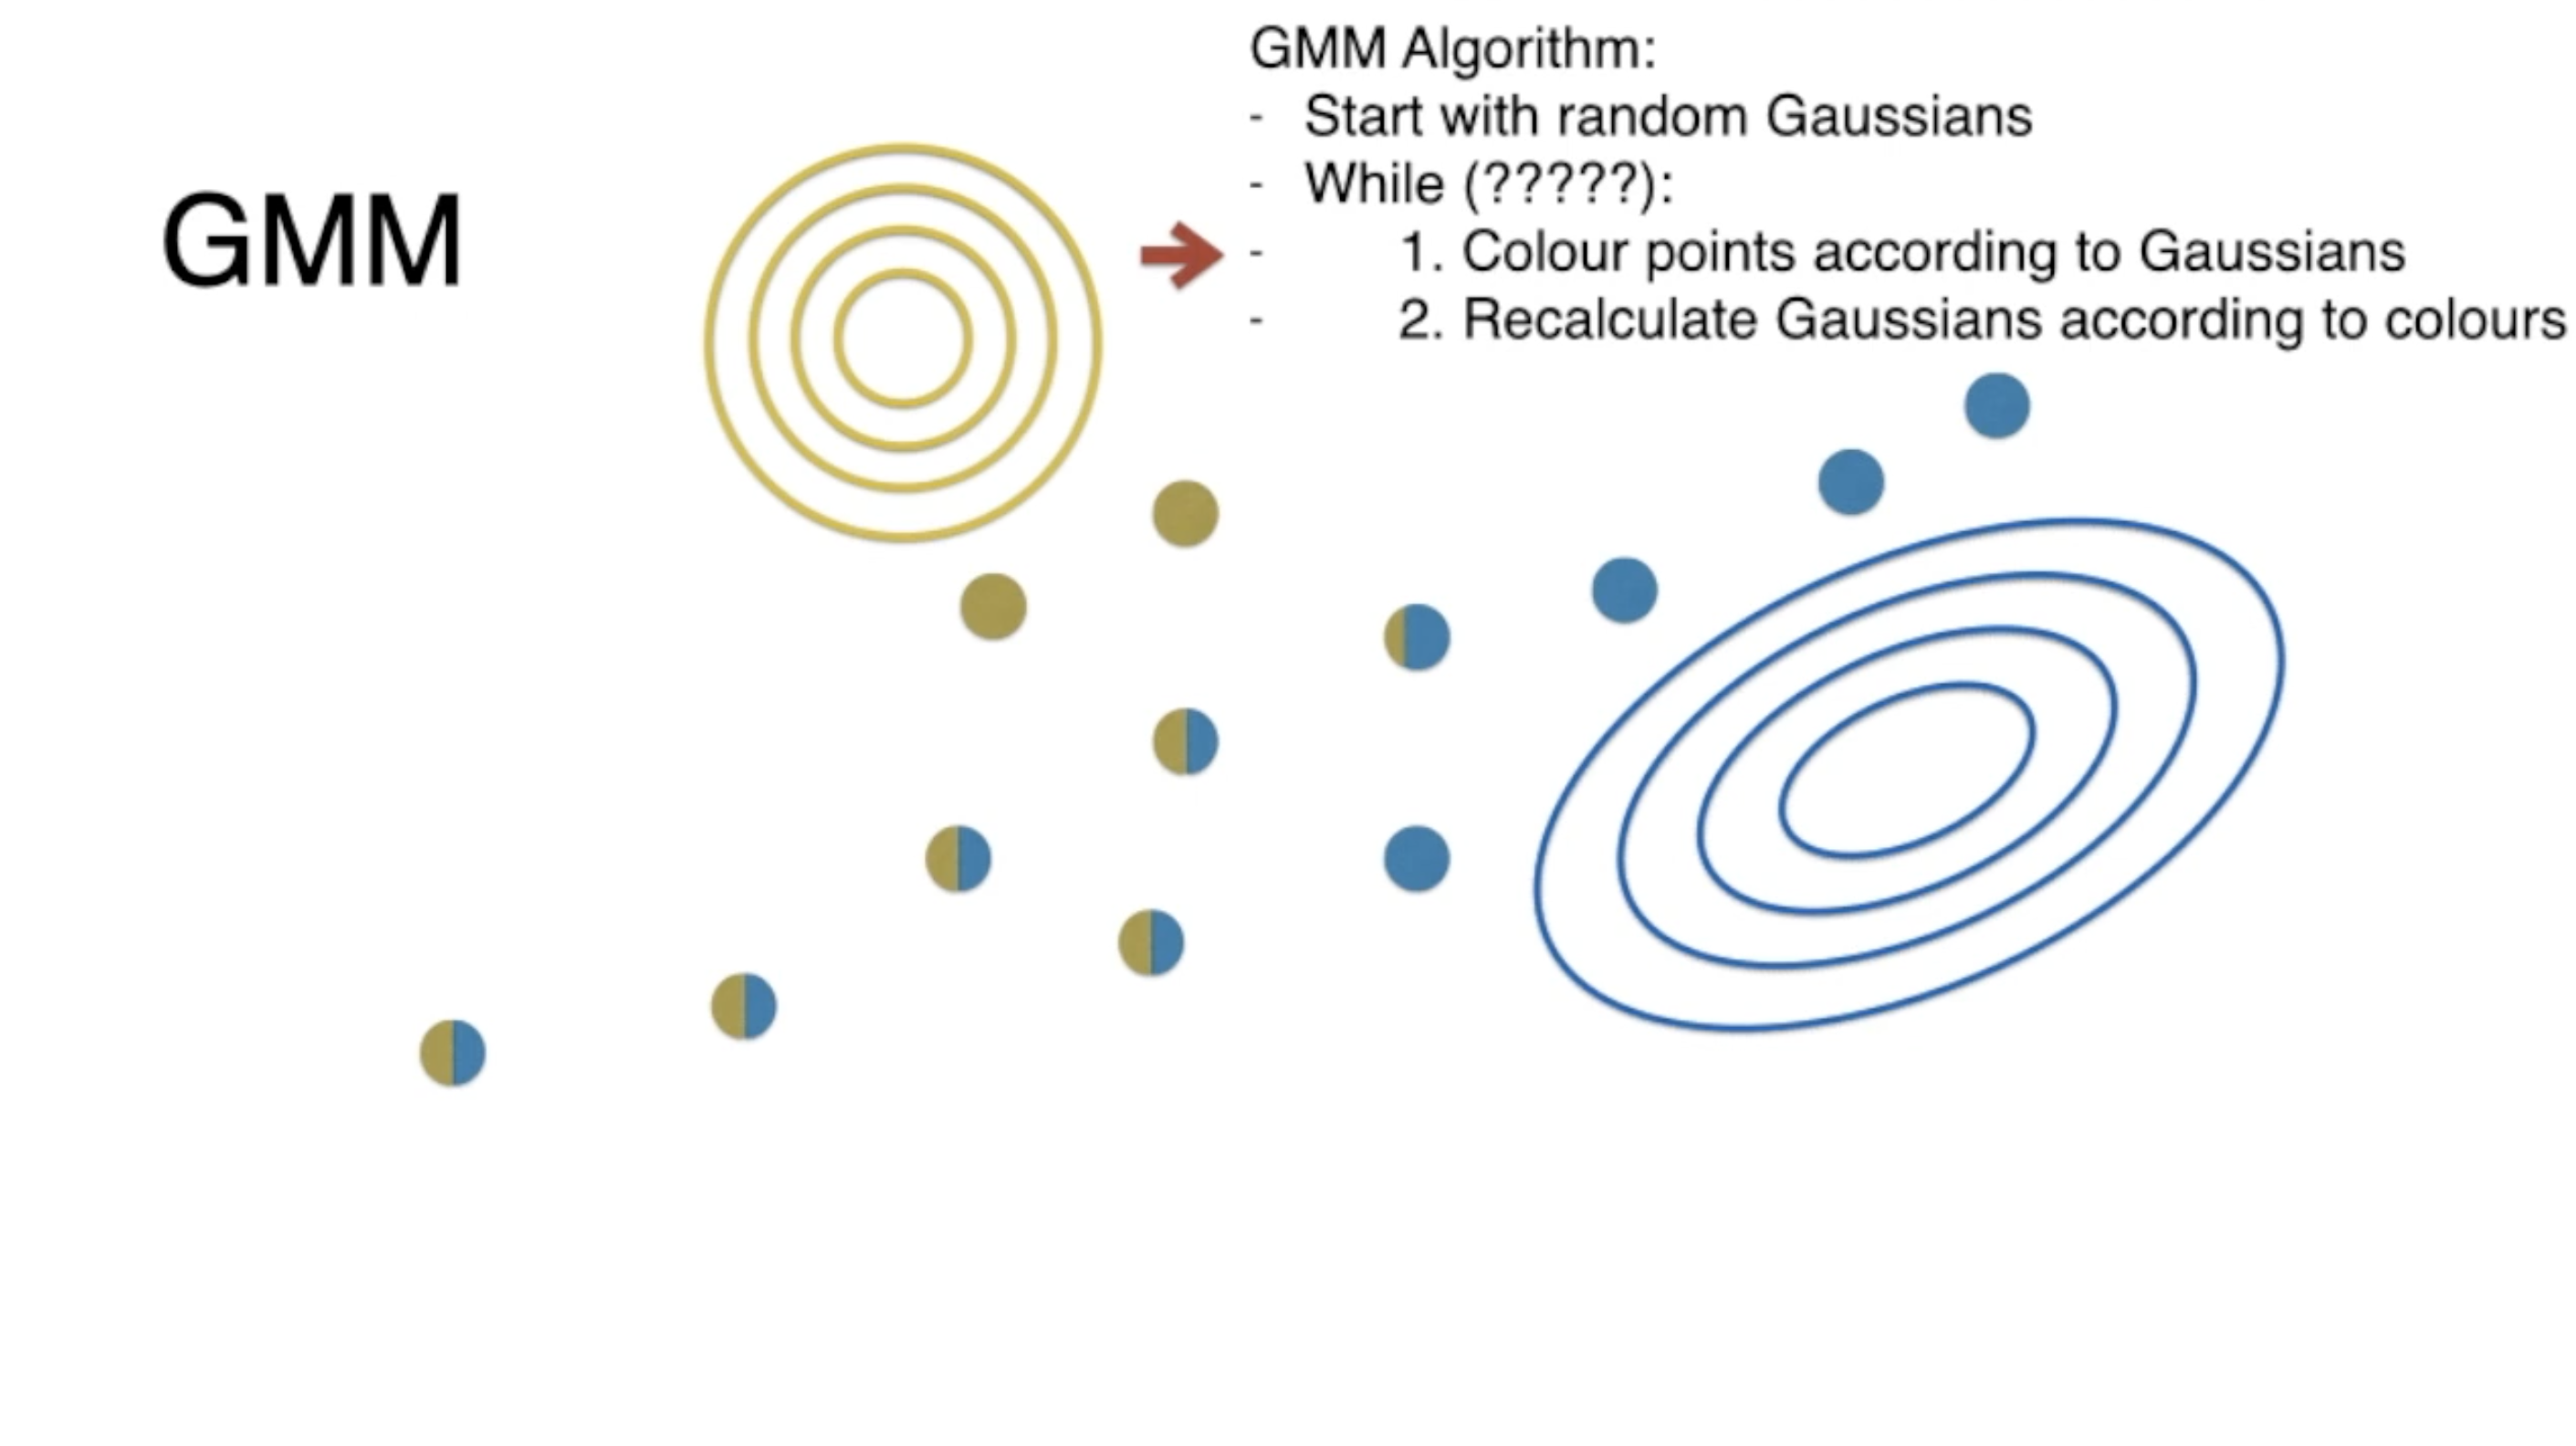 GMM
GMM Algorithm:
- Start with random Gaussians
- While (?????):
- 1. Colour points according to Gaussians
- 2. Recalculate Gaussians according to colours